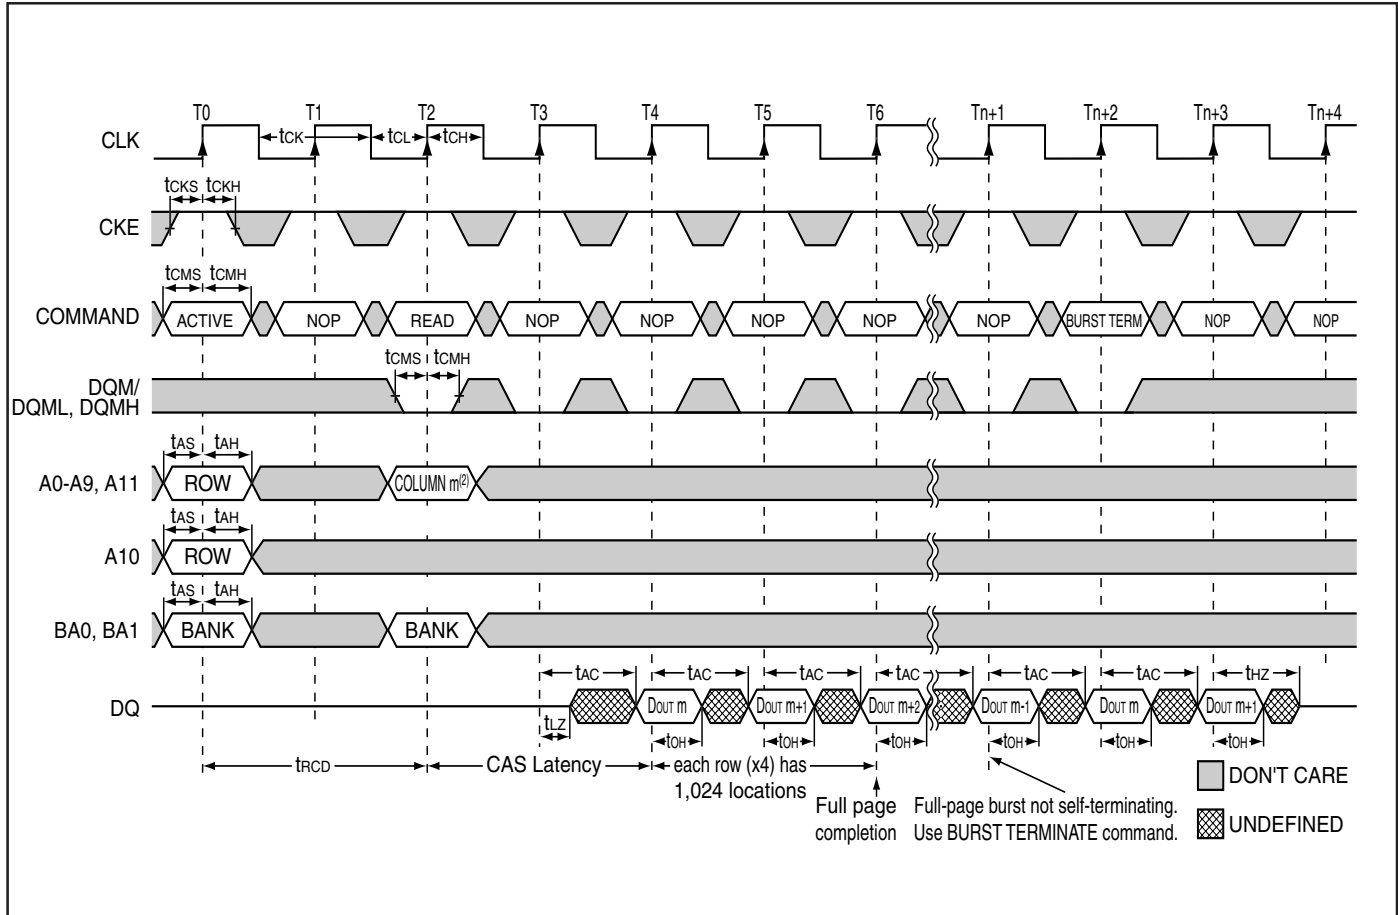 T0 T1 T2 T3 T4 T5 T6 Tn+1 Tn+2 Tn+3 Tn+4
CLK
tCK tCL tCH
tCKS tCKH
CKE
tCMS tCMH
COMMAND ACTIVE NOP READ NOP NOP NOP NOP NOP BURST TERM NOP NOP
tCMS tCMH
DQM/
DQML, DQMH
tAS tAH
A0-A9, A11 ROW COLUMN m(2)
tAS tAH
A10 ROW
tAS tAH
BA0, BA1 BANK BANK
tAC tAC tAC tAC tAC tAC tHZ
DQ DOUT m DOUT m+1 DOUT m+2 DOUT m-1 DOUT m DOUT m+1
tLZ tOH tOH tOH tOH tOH tOH
tRCD CAS Latency each row (x4) has
1,024 locations
Full page
completion
Full-page burst not self-terminating.
Use BURST TERMINATE command.
DON'T CARE
UNDEFINED